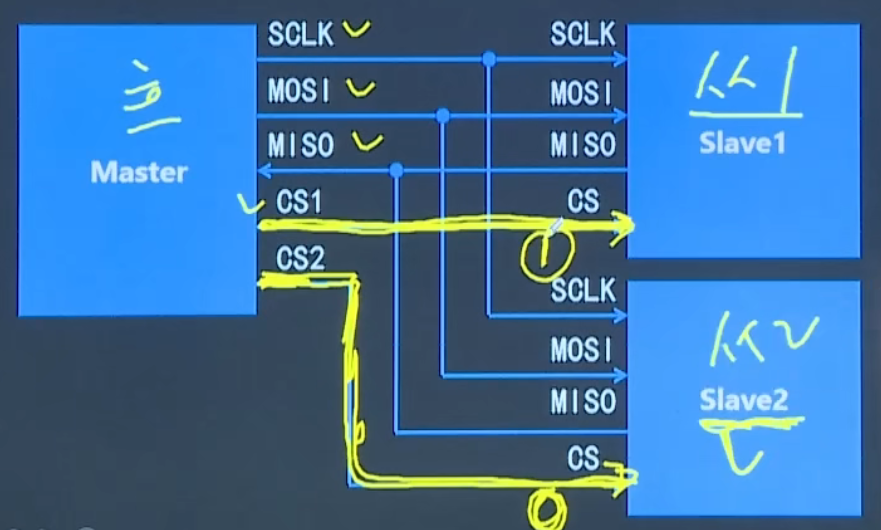 SCLK SCLK
主 从1
MOSI MOSI
MISO MISO
Master Slave1
CS1 CS
1
CS2
SCLK
从2
MOSI
MISO
Slave2
CS
0